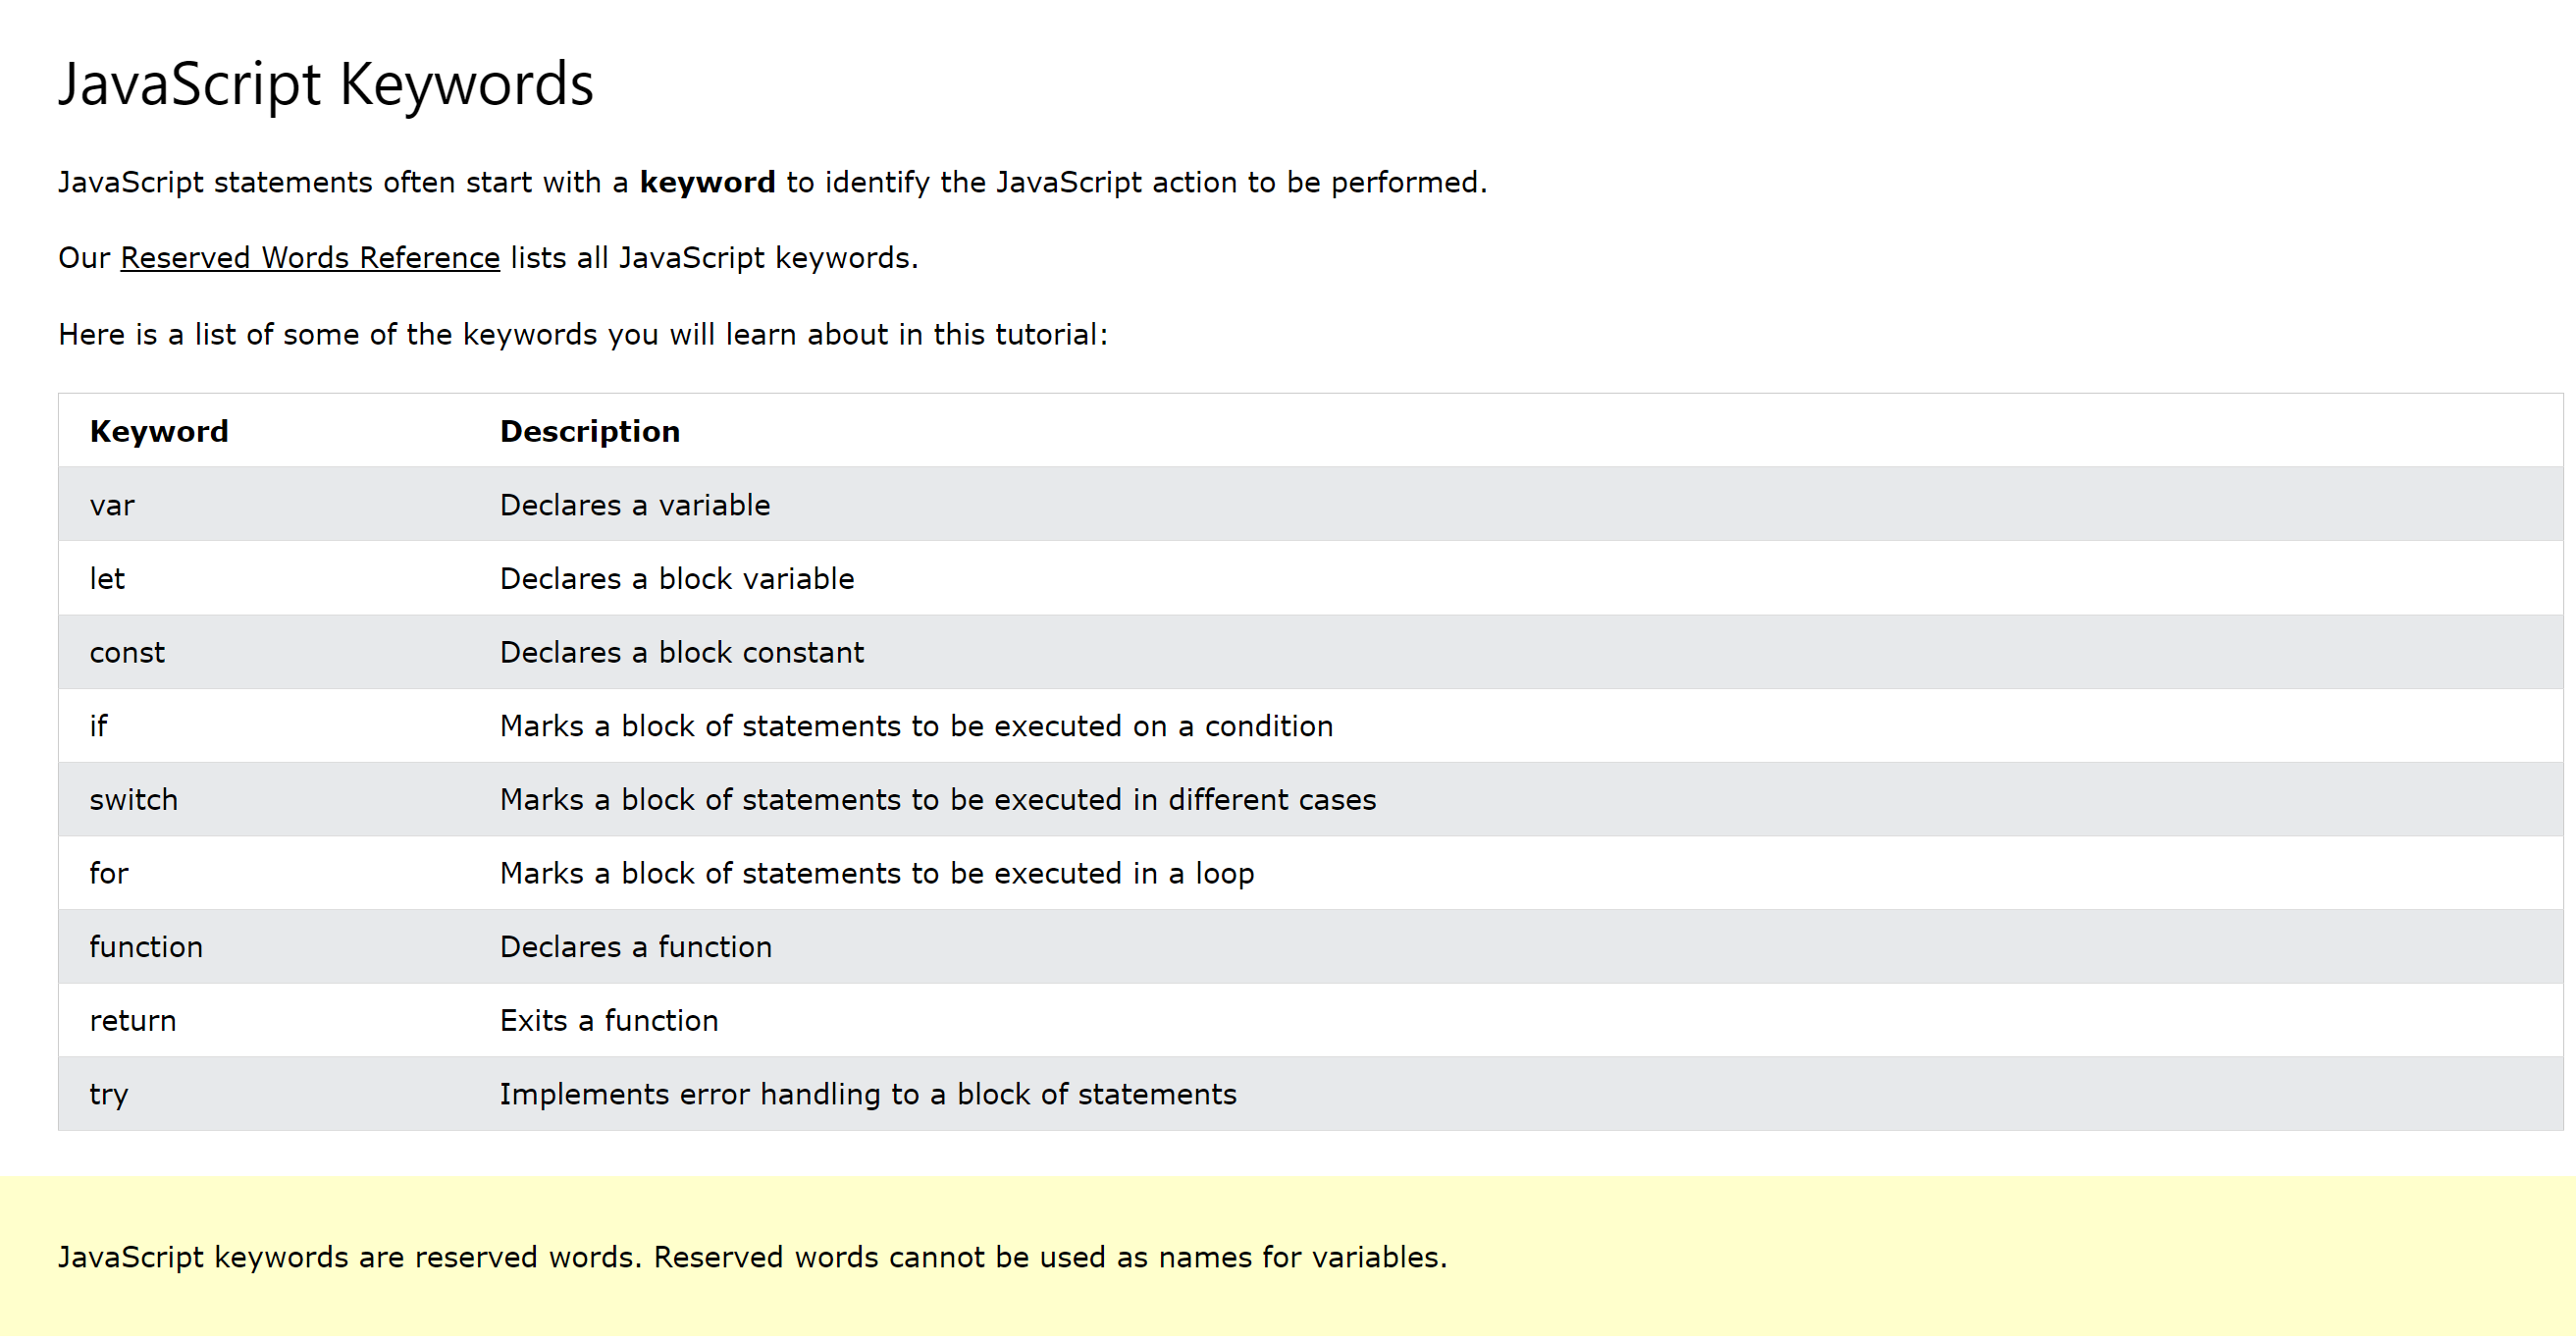 JavaScript Keywords
JavaScript statements often start with a keyword to identify the JavaScript action to be performed.
Our Reserved Words Reference lists all JavaScript keywords.
Here is a list of some of the keywords you will learn about in this tutorial:
Keyword Description
var Declares a variable
let Declares a block variable
const Declares a block constant
if Marks a block of statements to be executed on a condition
switch Marks a block of statements to be executed in different cases
for Marks a block of statements to be executed in a loop
function Declares a function
return Exits a function
try Implements error handling to a block of statements
JavaScript keywords are reserved words. Reserved words cannot be used as names for variables.